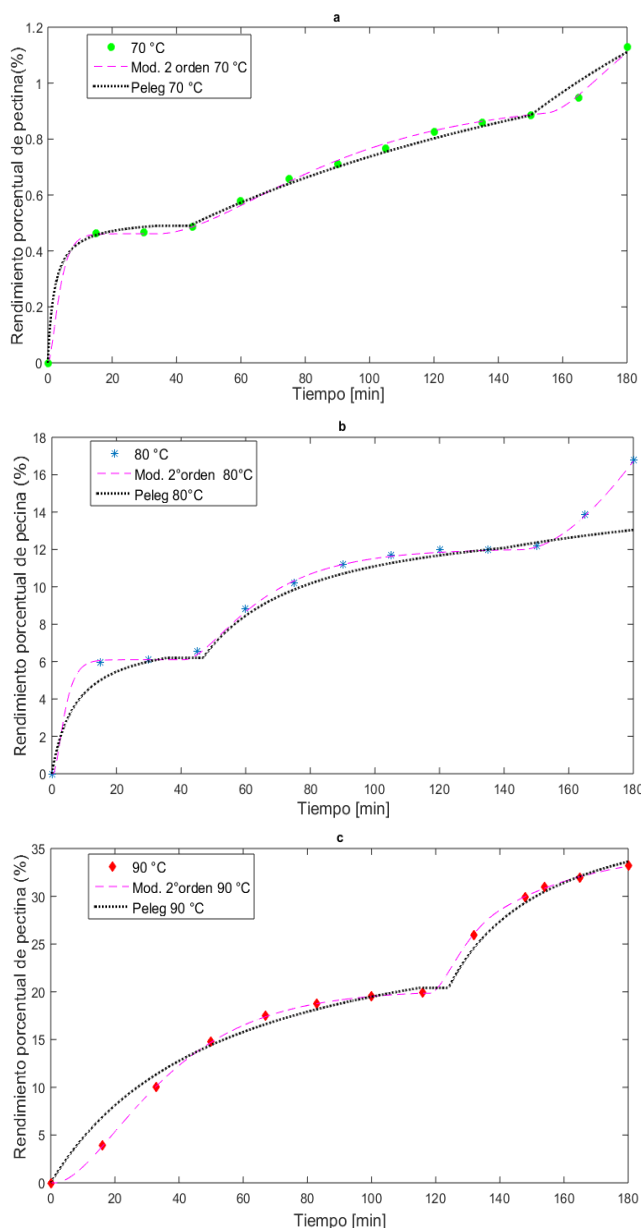 a
1.2
1
0.8
0.6
0.4
0.2
0
70 °C
Mod. 2 orden 70 °C
Peleg 70 °C
Rendimiento porcentual de pectina(%)
0 20 40 60 80 100 120 140 160 180
Tiempo [min]
b
18
16
14
12
10
8
6
4
2
0
80 °C
Mod. 2°orden 80°C
Peleg 80°C
Rendimiento porcentual de pecina (%)
0 20 40 60 80 100 120 140 160 180
Tiempo [min]
c
35
30
25
20
15
10
5
0
90 °C
Mod. 2°orden 90 °C
Peleg 90 °C
Rendimiento porcentual de pectina (%)
0 20 40 60 80 100 120 140 160 180
Tiempo [min]